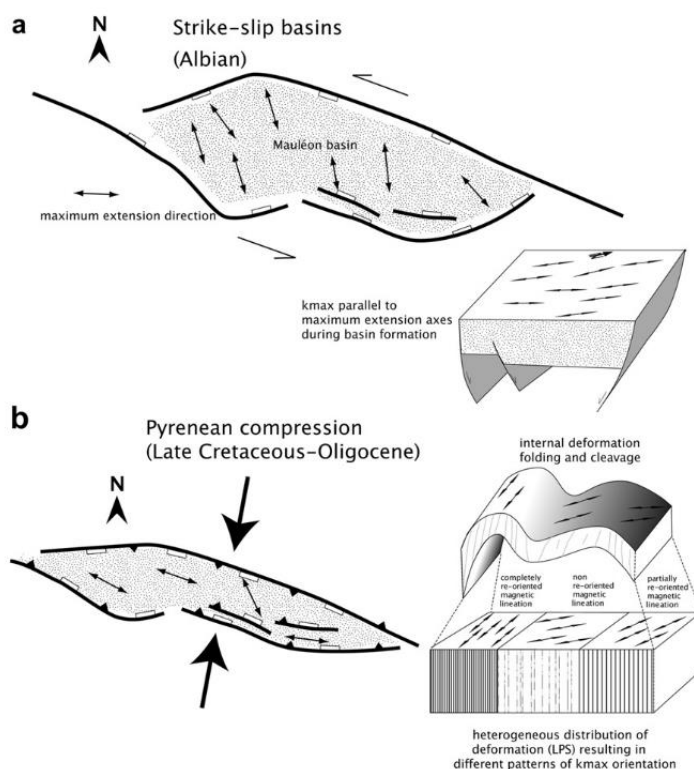 a
N
Strike-slip basins
(Albian)
Mauléon basin
maximum extension direction
kmax parallel to
maximum extension axes
during basin formation
b
Pyrenean compression
(Late Cretaceous-Oligocene)
N
internal deformation
folding and cleavage
completely
re-oriented
magnetic
lineation
non
re-oriented
magnetic
lineation
partially
re-oriented
magnetic
lineation
heterogeneous distribution of
deformation (LPS) resulting in
different patterns of kmax orientation